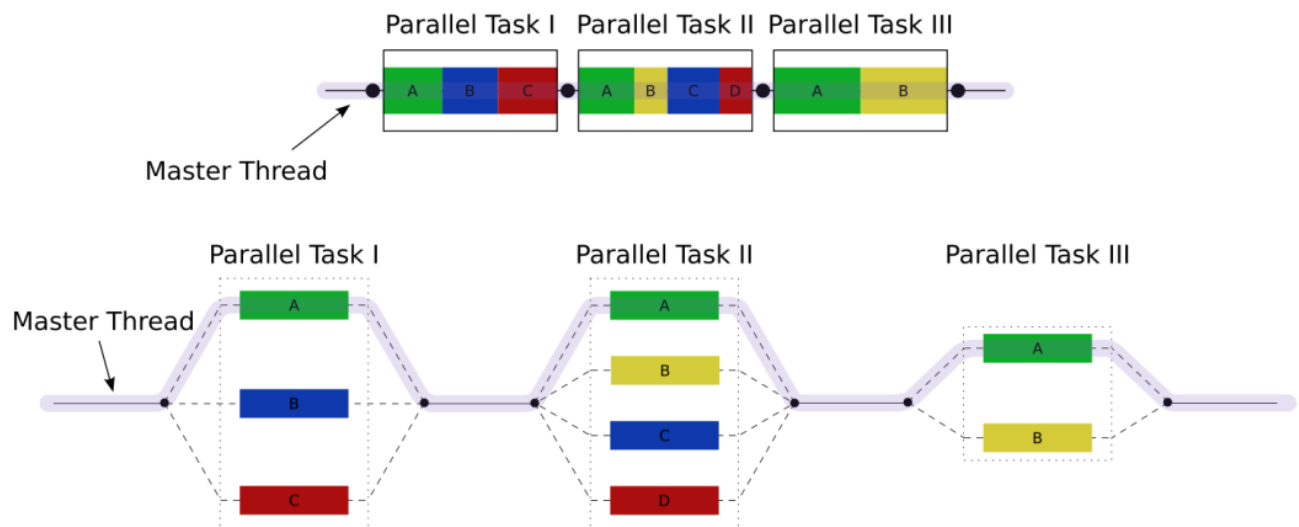 Parallel Task I
Parallel Task II
Parallel Task III
A
B
C
A
B
C
D
A
B
Master Thread
Parallel Task I
Parallel Task II
Parallel Task III
Master Thread
A
B
C
A
B
C
D
A
B